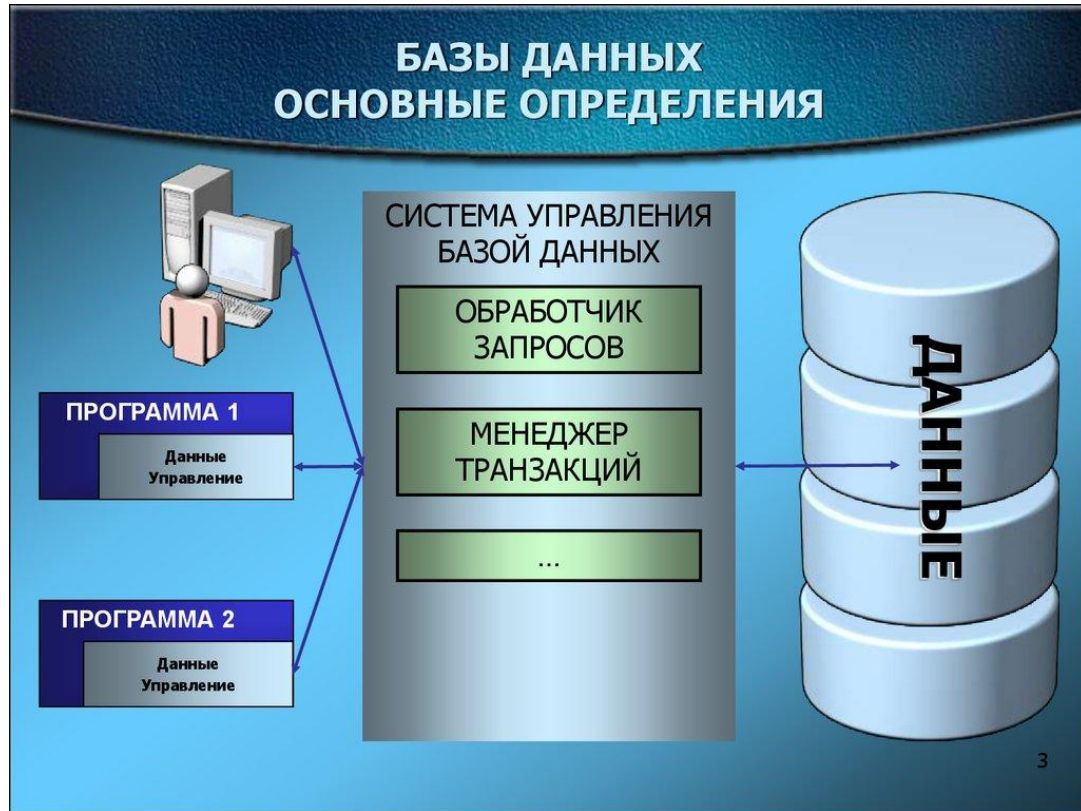 БАЗЫ ДАННЫХ
ОСНОВНЫЕ ОПРЕДЕЛЕНИЯ
СИСТЕМА УПРАВЛЕНИЯ
БАЗОЙ ДАННЫХ
ОБРАБОТЧИК
ЗАПРОСОВ
МЕНЕДЖЕР
ТРАНЗАКЦИЙ
...
ПРОГРАММА 1
Данные
Управление
ПРОГРАММА 2
Данные
Управление
ДАННЫЕ
3